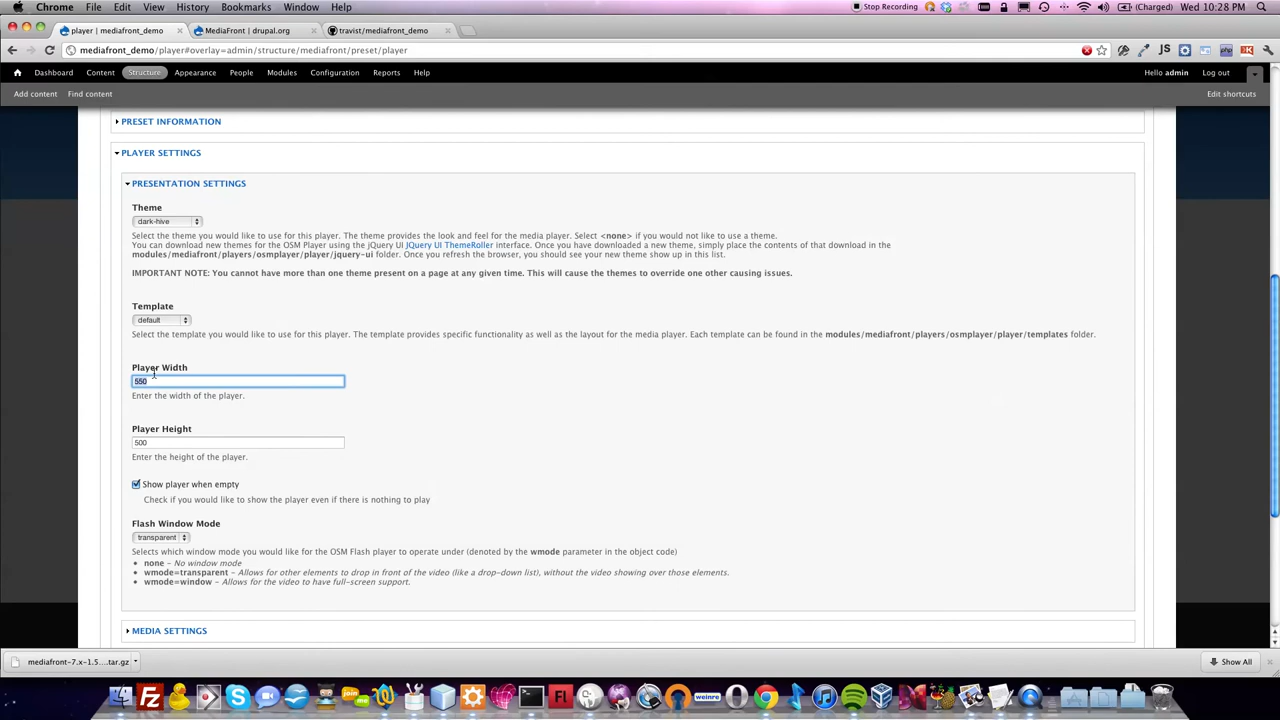 Chrome File Edit View History Bookmarks Window Help Stop Recording (Charged) Wed 10:28 PM
player | mediafront_demo MediaFront | drupal.org travist/mediafront_demo
mediafront_demo/player#overlay=admin/structure/mediafront/preset/player
Dashboard Content Structure Appearance People Modules Configuration Reports Help Hello admin Log out
Add content Find content Edit shortcuts
PRESET INFORMATION
PLAYER SETTINGS
PRESENTATION SETTINGS
Theme
dark-hive
Select the theme you would like to use for this player. The theme provides the look and feel for the media player. Select <none> if you would not like to use a theme.
You can download new themes for the OSM Player using the jQuery UI JQuery UI ThemeRoller interface. Once you have downloaded a new theme, simply place the contents of that download in the
modules/mediafront/players/osmplayer/player/jquery-ui folder. Once you refresh the browser, you should see your new theme show up in this list.
IMPORTANT NOTE: You cannot have more than one theme present on a page at any given time. This will cause the themes to override one other causing issues.
Template
default
Select the template you would like to use for this player. The template provides specific functionality as well as the layout for the media player. Each template can be found in the modules/mediafront/players/osmplayer/player/templates folder.
Player Width
550
Enter the width of the player.
Player Height
500
Enter the height of the player.
Show player when empty
Check if you would like to show the player even if there is nothing to play
Flash Window Mode
transparent
Selects which window mode you would like for the OSM Flash player to operate under (denoted by the wmode parameter in the object code)
• none - No window mode
• wmode=transparent - Allows for other elements to drop in front of the video (like a drop-down list), without the video showing over those elements.
• wmode=window - Allows for the video to have full-screen support.
MEDIA SETTINGS
mediafront-7.x-1.5....tar.gz Show All
join.me Fl weinre